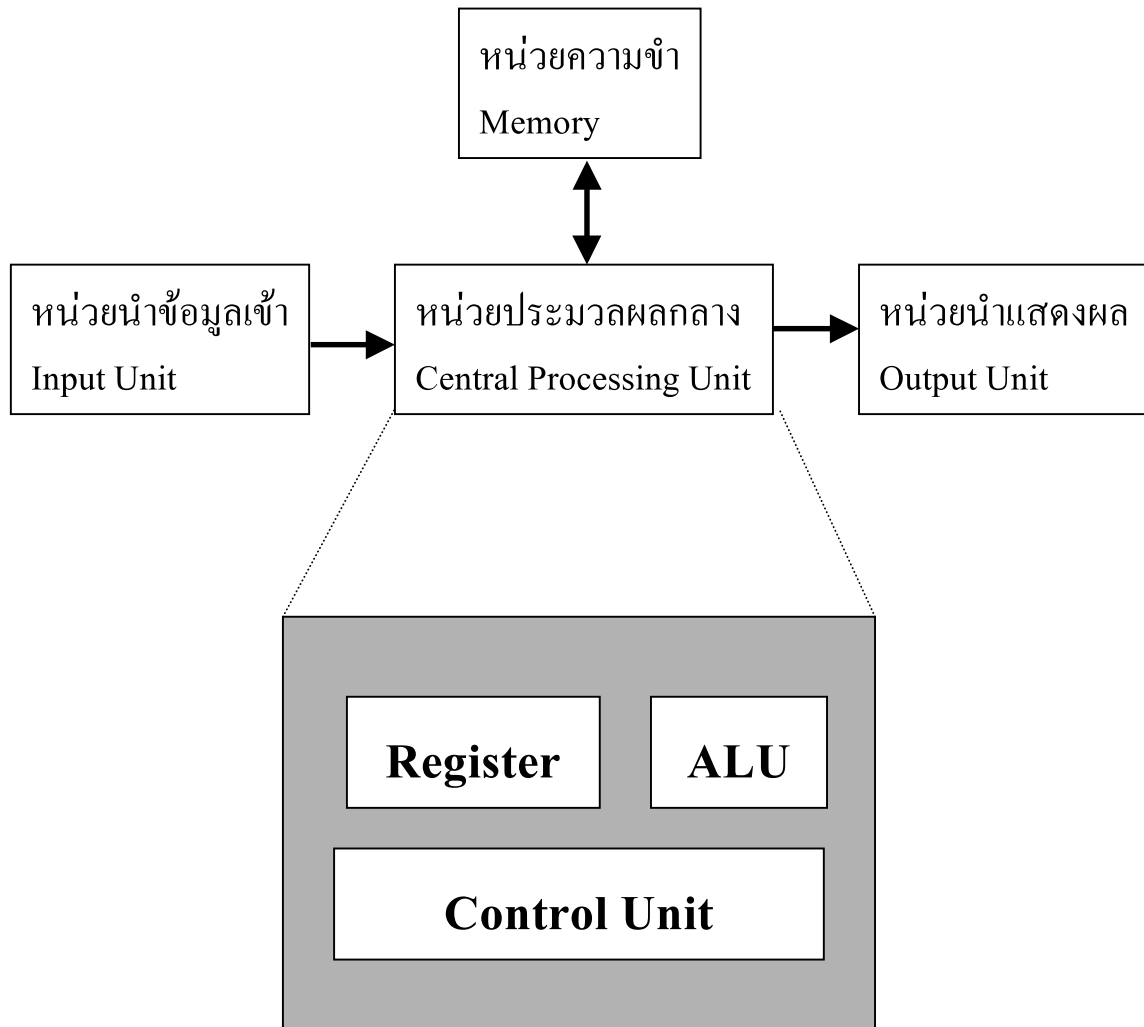 หน่วยความขำ
Memory
หน่วยนำข้อมูลเข้า
Input Unit
หน่วยประมวลผลกลาง
Central Processing Unit
หน่วยนำแสดงผล
Output Unit
Register
ALU
Control Unit